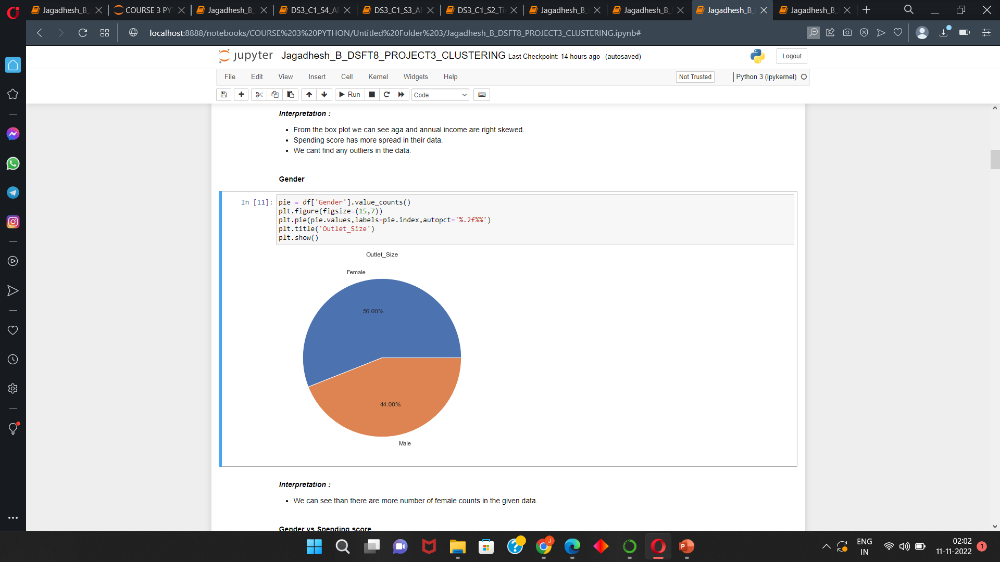 Jagadhesh_B_
COURSE 3 PY
Jagadhesh_B_
DS3_C1_S4_A
DS3_C1_S3_A
DS3_C1_S2_Ti
Jagadhesh_B_
Jagadhesh_B_
Jagadhesh_B_
Jagadhesh_B_
localhost:8888/notebooks/COURSE%203%20PYTHON/Untitled%20Folder%203/Jagadhesh_B_DSFT8_PROJECT3_CLUSTERING.ipynb#
jupyter Jagadhesh_B_DSFT8_PROJECT3_CLUSTERING Last Checkpoint: 14 hours ago (autosaved)
Logout
File Edit View Insert Cell Kernel Widgets Help
Not Trusted
Python 3 (ipykernel)
Run
Code
Interpretation :
• From the box plot we can see aga and annual income are right skewed.
• Spending score has more spread in their data.
• We cant find any outliers in the data.
Gender
In [11]:
pie = df['Gender'].value_counts()
plt.figure(figsize=(15,7))
plt.pie(pie.values,labels=pie.index,autopct='%.2f%%')
plt.title('Outlet_Size')
plt.show()
Outlet_Size
Female
56.00%
44.00%
Male
Interpretation :
• We can see than there are more number of female counts in the given data.
Gender vs Spending score
J
P
ENG
IN
02:02
11-11-2022
1